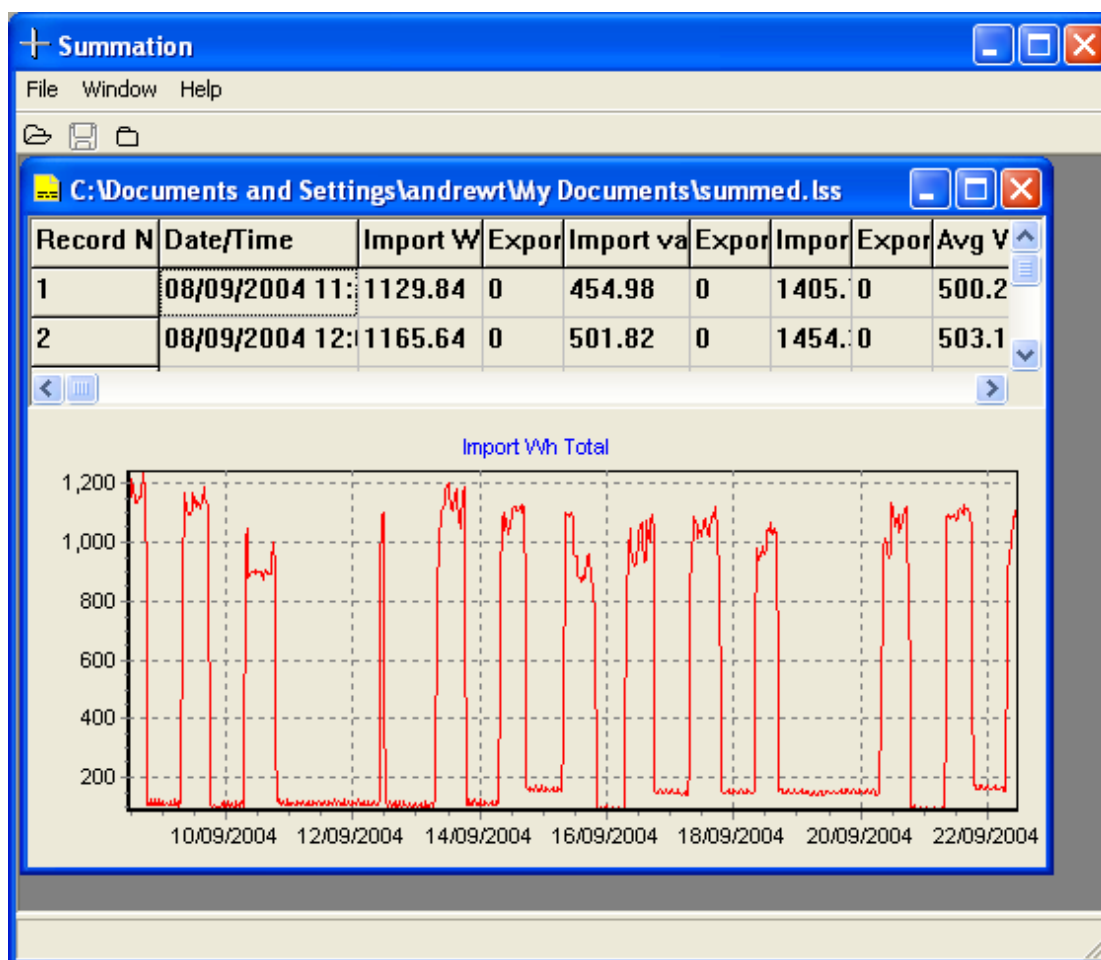 Summation
File Window Help
C:\Documents and Settings\andrewt\My Documents\summed.lss
Record N Date/Time Import W Expor Import va Expor Impor Expor Avg V
1 08/09/2004 11: 1129.84 0 454.98 0 1405. 0 500.2
2 08/09/2004 12: 1165.64 0 501.82 0 1454. 0 503.1
Import Wh Total
1,200
1,000
800
600
400
200
10/09/2004 12/09/2004 14/09/2004 16/09/2004 18/09/2004 20/09/2004 22/09/2004